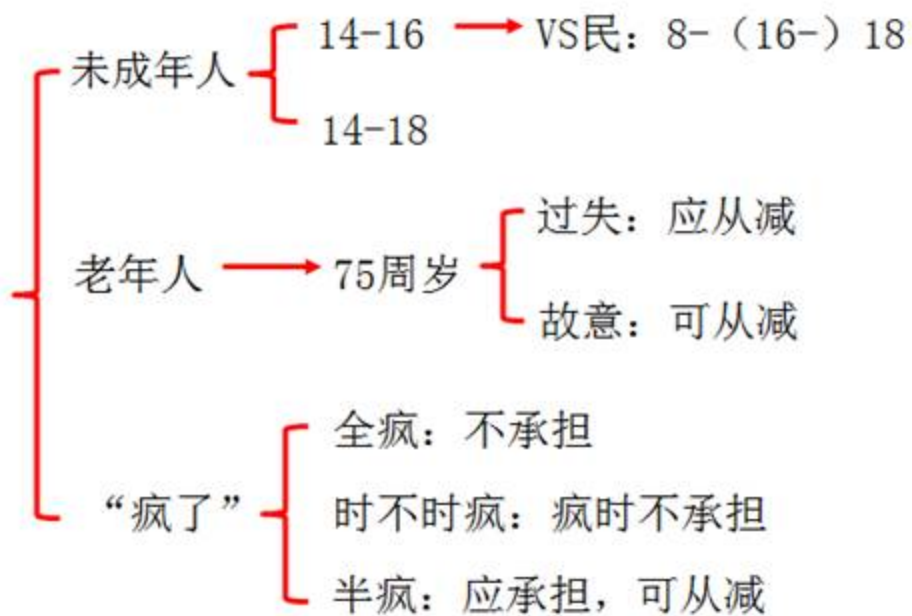 未成年人
14-16
VS民：8-（16-）18
14-18
老年人
75周岁
过失：应从减
故意：可从减
“疯了”
全疯：不承担
时不时疯：疯时不承担
半疯：应承担，可从减